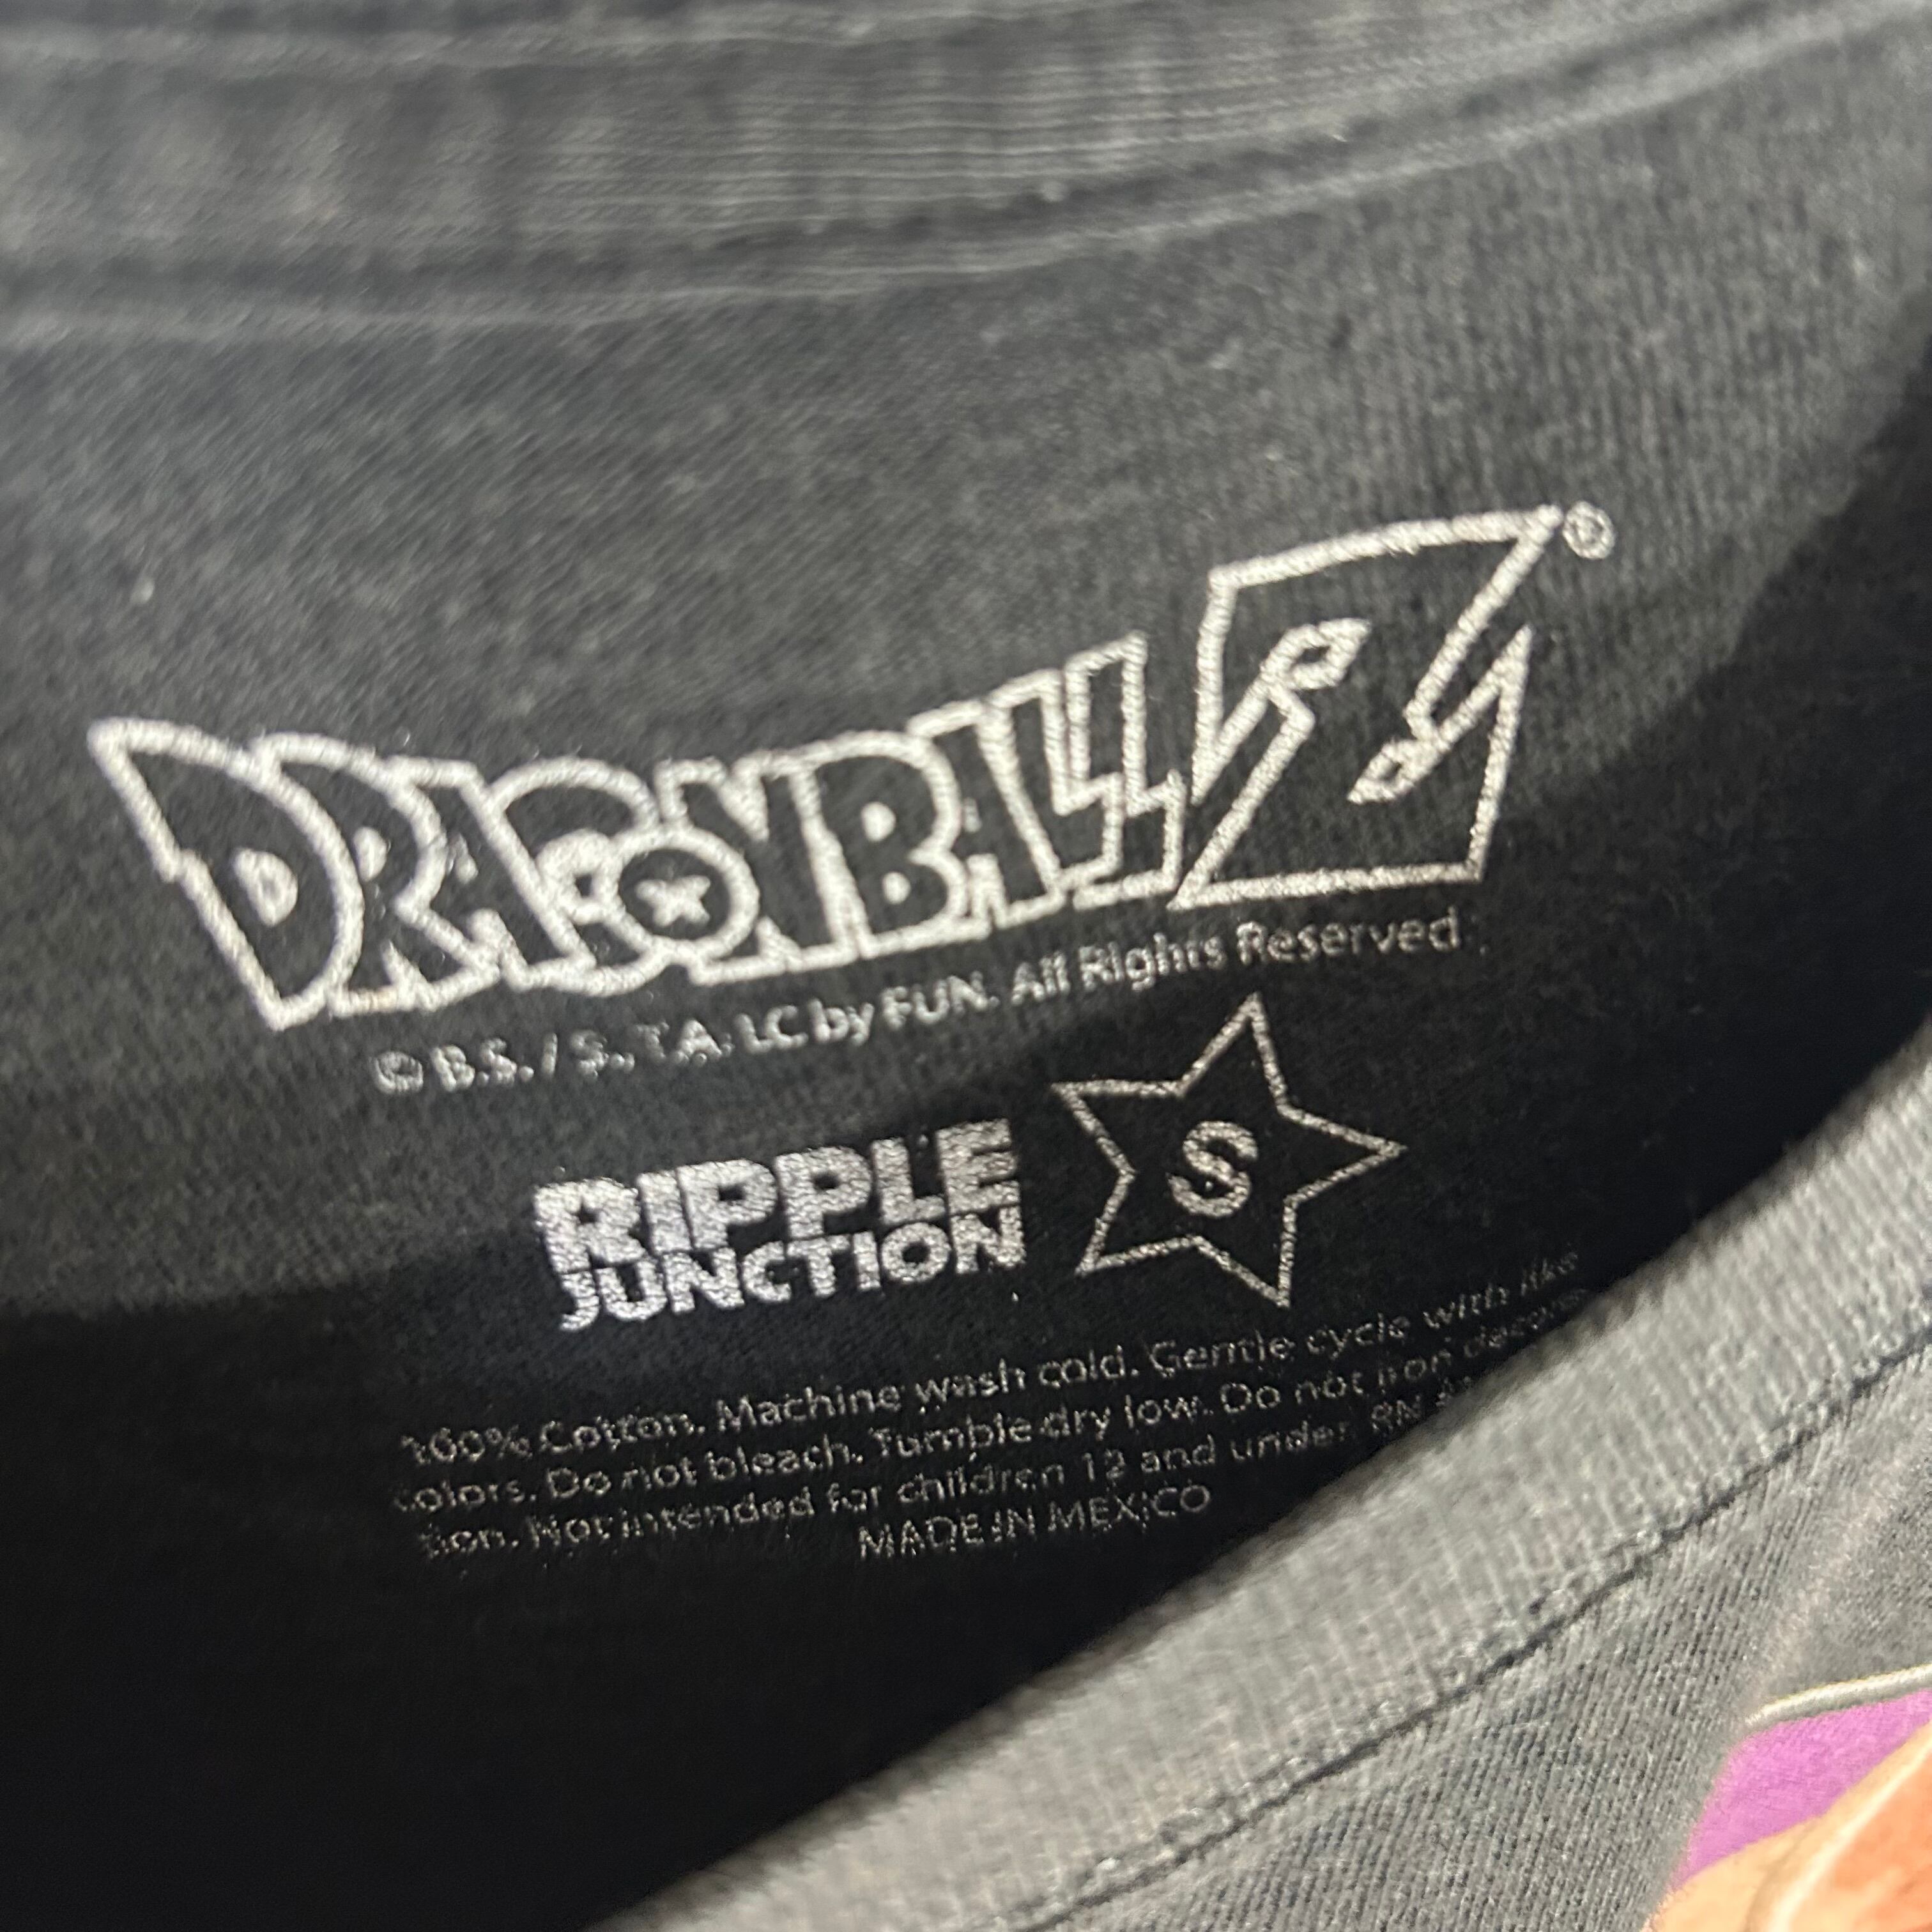 DRAGONBALL Z®
© B.S. / S., T.A. LC by FUN. All Rights Reserved
RIPPLE
JUNCTION
S
100% Cotton. Machine wash cold. Gentle cycle with like
colors. Do not bleach. Tumble dry low. Do not iron
tion. Not intended for children 12 and under. RN
MADE IN MEXICO